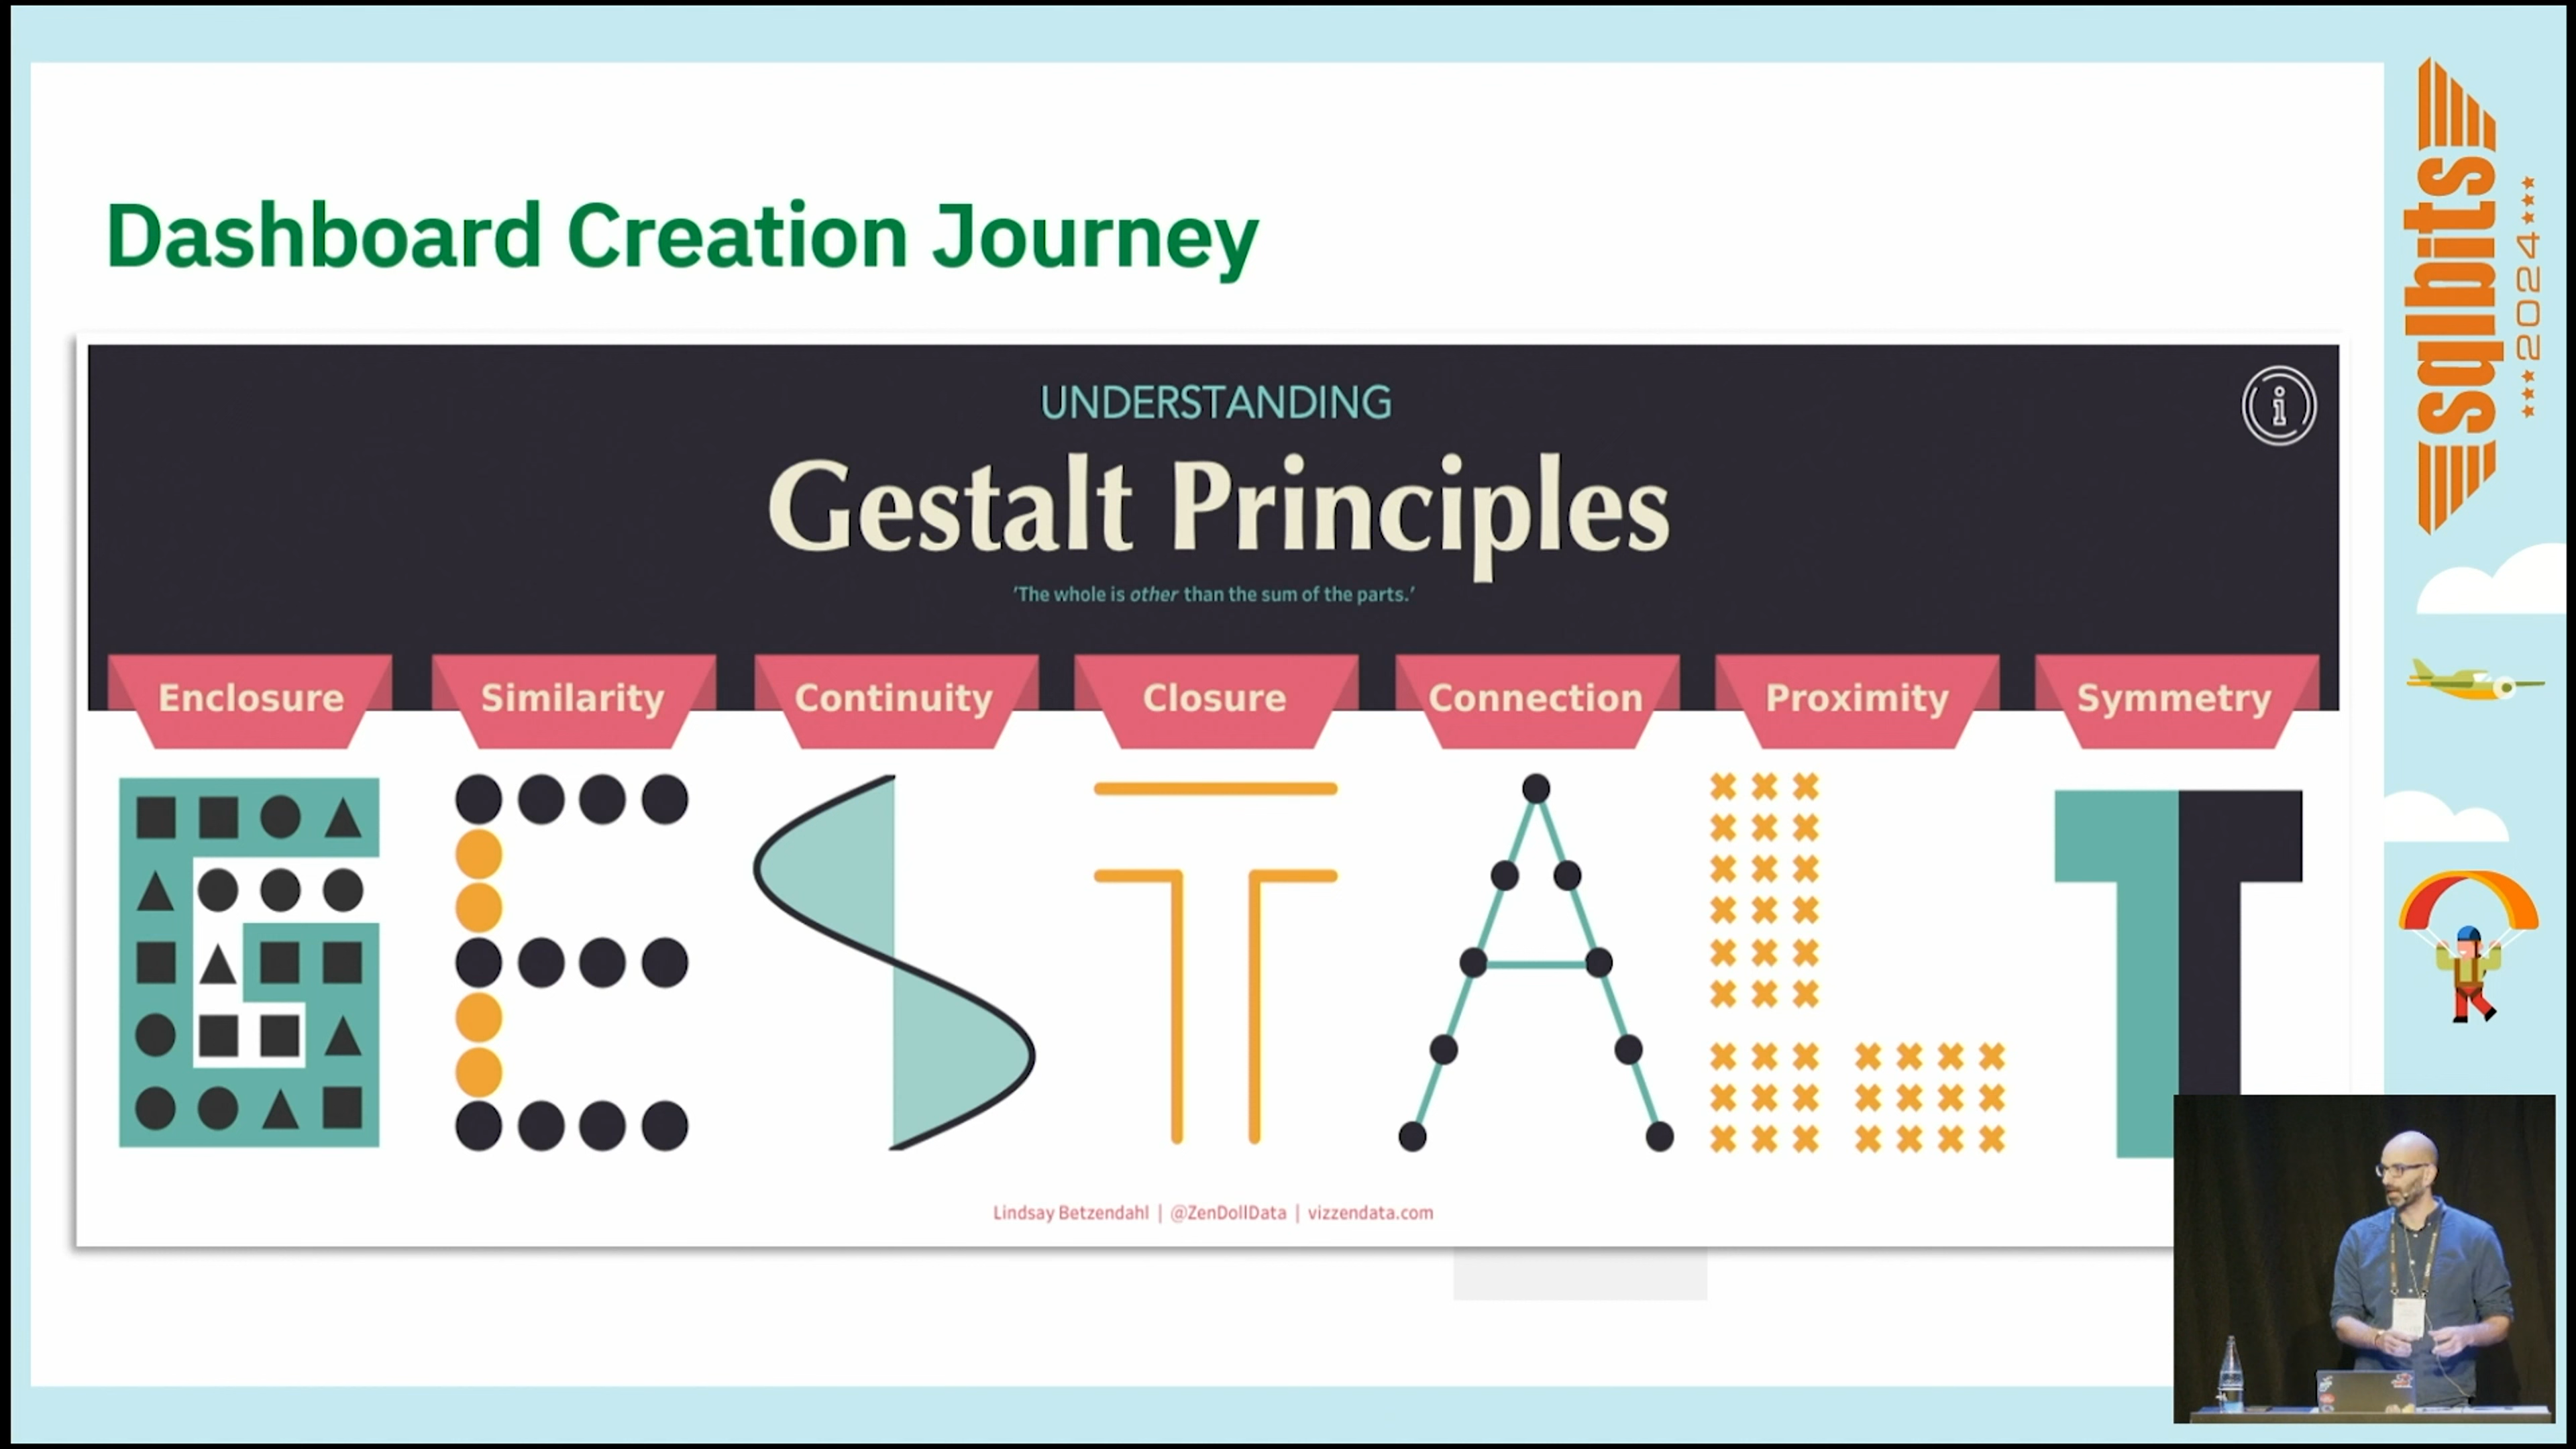 Dashboard Creation Journey
UNDERSTANDING
Gestalt Principles
'The whole is other than the sum of the parts.'
Enclosure
Similarity
Continuity
Closure
Connection
Proximity
Symmetry
Lindsay Betzendahl | @ZenDollData | vizzendata.com
sqlbits
2024
i